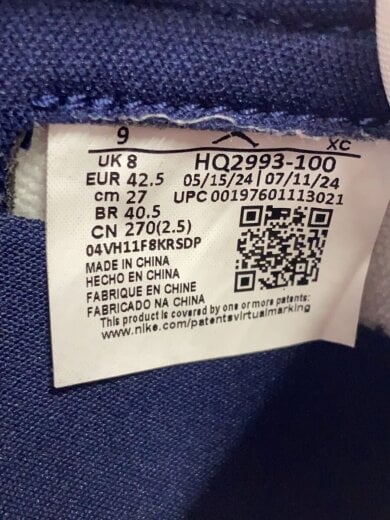 9 XC
UK 8 HQ2993-100
EUR 42.5 05/15/24 | 07/11/24
cm 27 UPC 00197601113021
BR 40.5
CN 270(2.5)
04VH11F8KRSDP
MADE IN CHINA
HECHO EN CHINA
FABRIQUE EN CHINE
FABRICADO NA CHINA
This product is covered by one or more patents:
www.nike.com/patentsvirtualmarking